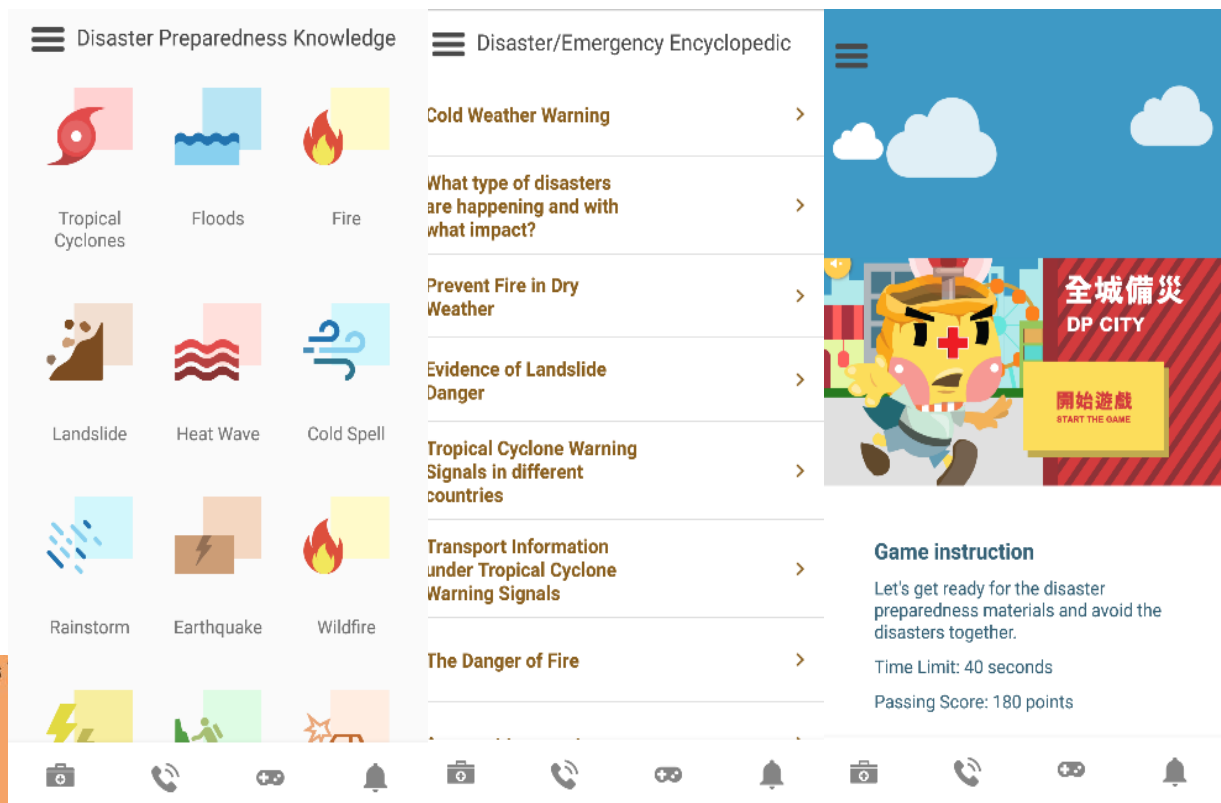 Disaster Preparedness Knowledge
Tropical
Cyclones
Floods
Fire
Landslide
Heat Wave
Cold Spell
Rainstorm
Earthquake
Wildfire
Disaster/Emergency Encyclopedic
Cold Weather Warning
What type of disasters
are happening and with
what impact?
Prevent Fire in Dry
Weather
Evidence of Landslide
Danger
Tropical Cyclone Warning
Signals in different
countries
Transport Information
under Tropical Cyclone
Warning Signals
The Danger of Fire
全城備災
DP CITY
開始遊戲
START THE GAME
Game instruction
Let's get ready for the disaster
preparedness materials and avoid the
disasters together.
Time Limit: 40 seconds
Passing Score: 180 points